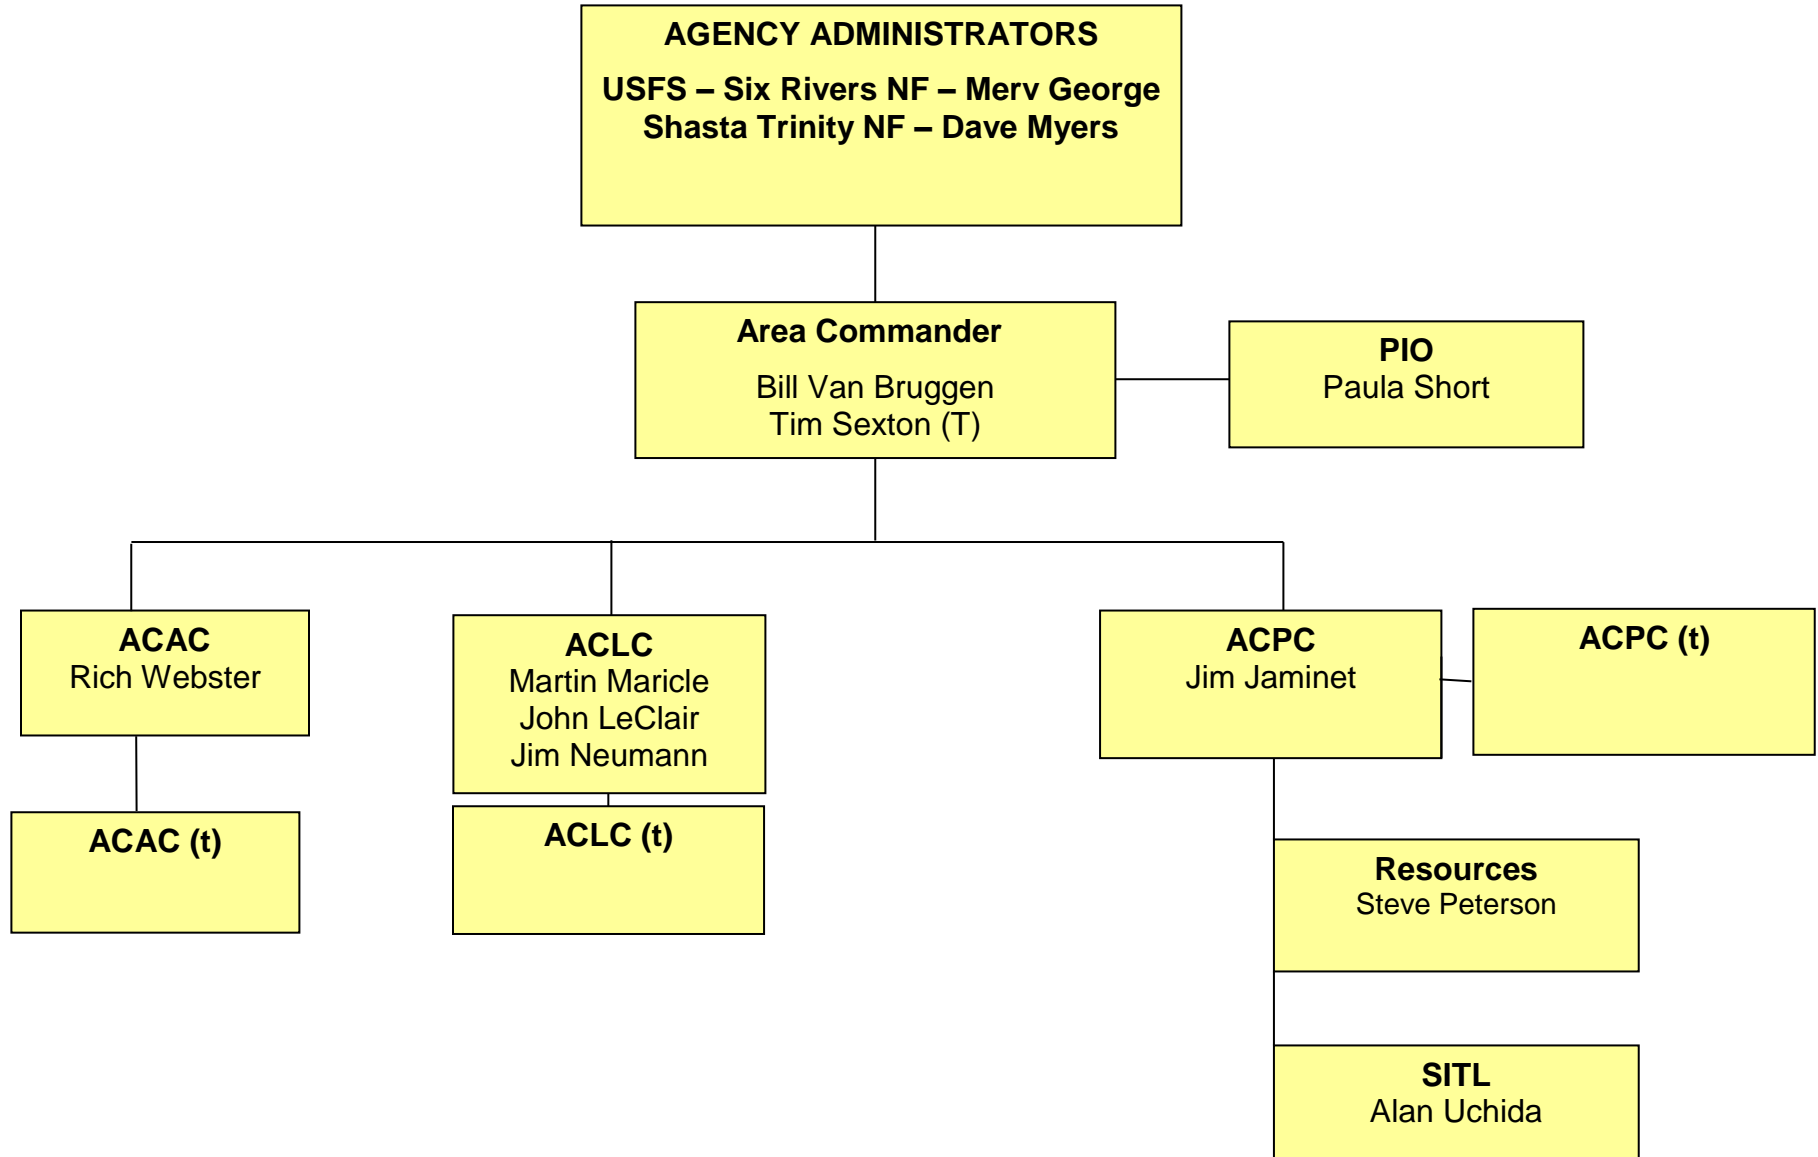 AGENCY ADMINISTRATORS
USFS – Six Rivers NF – Merv George
Shasta Trinity NF – Dave Myers
Area Commander
Bill Van Bruggen
Tim Sexton (T)
PIO
Paula Short
ACAC
Rich Webster
ACLC
Martin Maricle
John LeClair
Jim Neumann
ACPC
Jim Jaminet
ACPC (t)
ACAC (t)
ACLC (t)
Resources
Steve Peterson
SITL
Alan Uchida